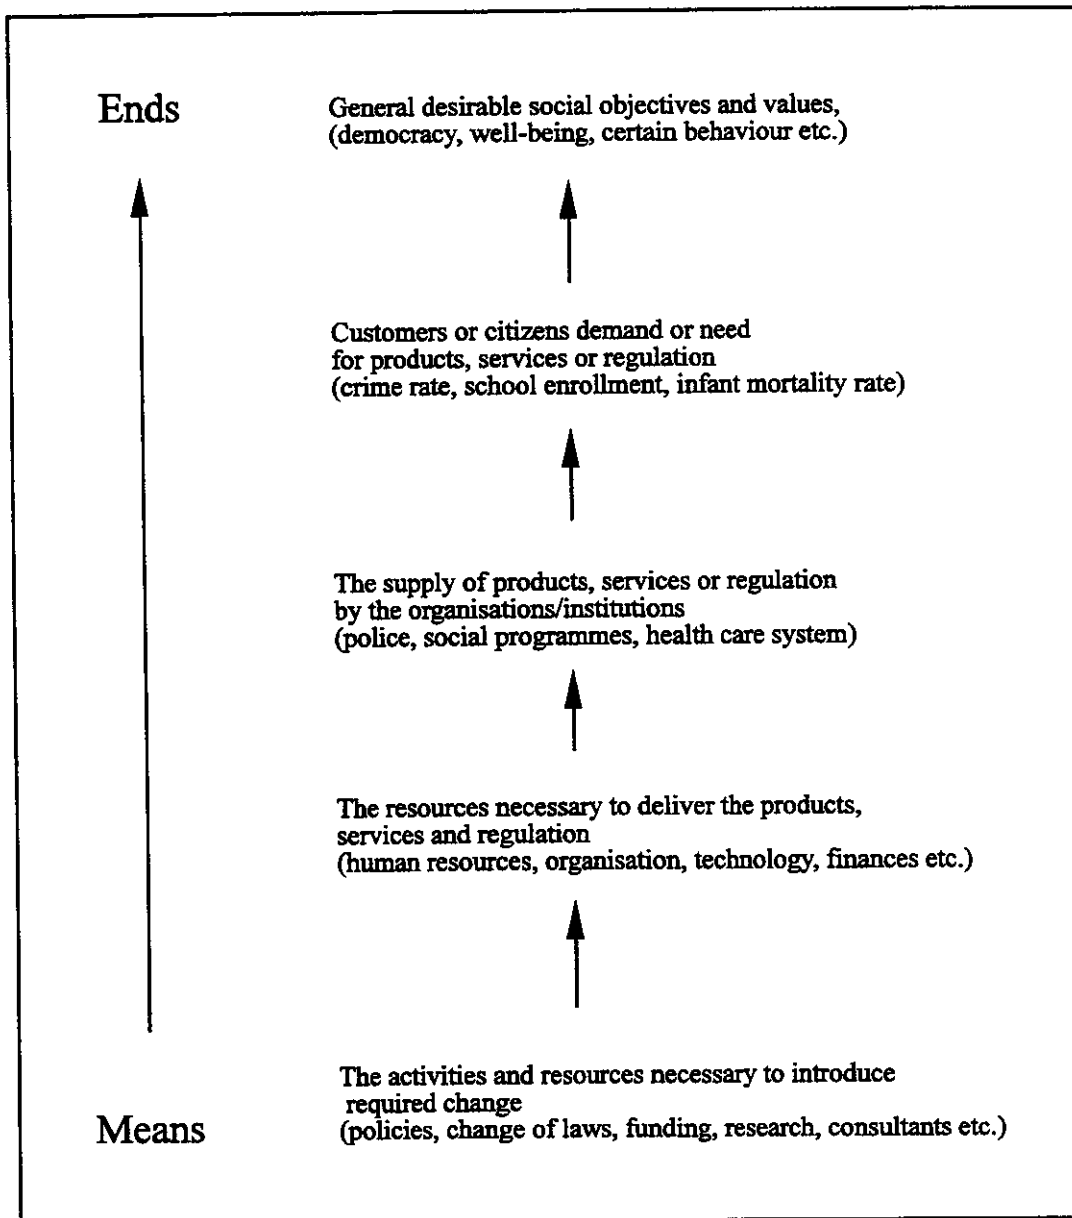 Ends
General desirable social objectives and values,
(democracy, well-being, certain behaviour etc.)
Customers or citizens demand or need
for products, services or regulation
(crime rate, school enrollment, infant mortality rate)
The supply of products, services or regulation
by the organisations/institutions
(police, social programmes, health care system)
The resources necessary to deliver the products,
services and regulation
(human resources, organisation, technology, finances etc.)
The activities and resources necessary to introduce
required change
Means
(policies, change of laws, funding, research, consultants etc.)